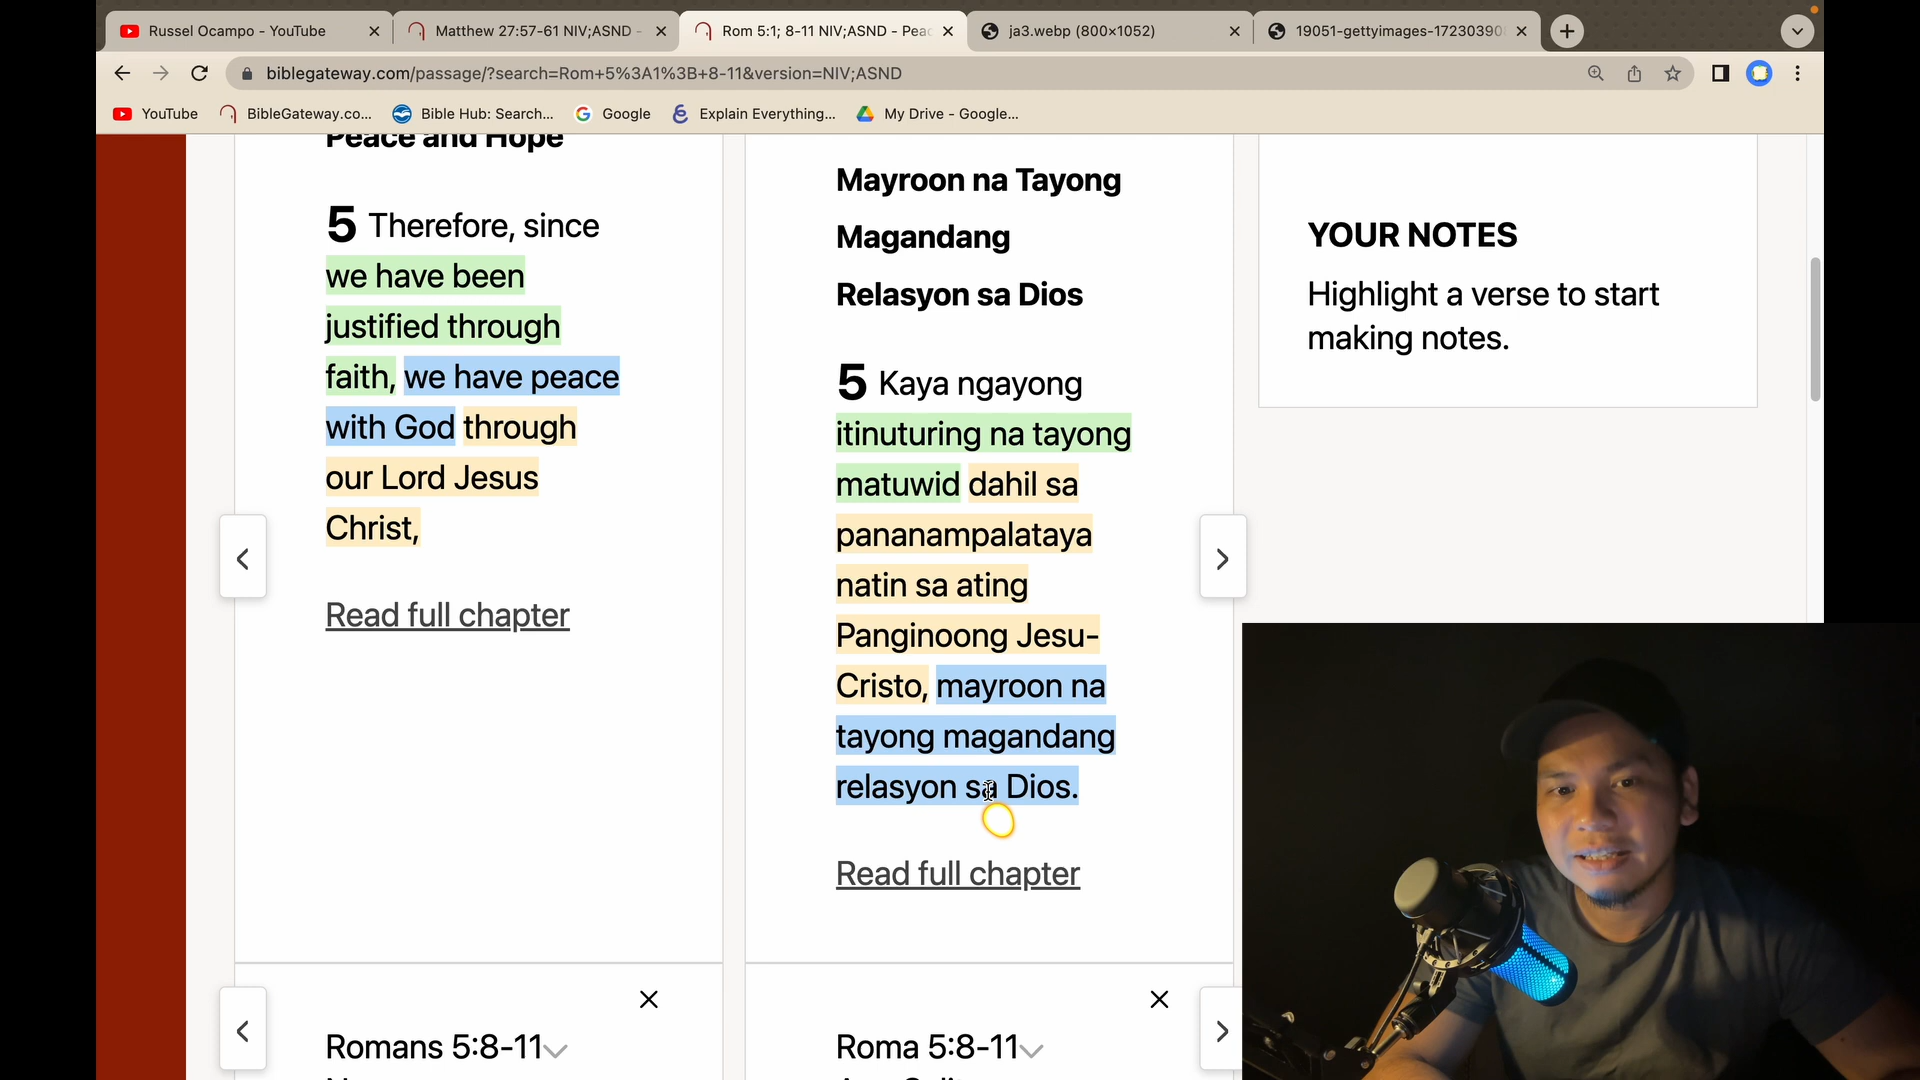 Russel Ocampo - YouTube
Matthew 27:57-61 NIV;ASND -
Rom 5:1; 8-11 NIV;ASND - Peac
ja3.webp (800×1052)
19051-gettyimages-172303908
biblegateway.com/passage/?search=Rom+5%3A1%3B+8-11&version=NIV;ASND
YouTube
BibleGateway.co...
Bible Hub: Search...
Google
Explain Everything...
My Drive - Google...
Peace and Hope
5 Therefore, since
we have been
justified through
faith, we have peace
with God through
our Lord Jesus
Christ,
Read full chapter
Romans 5:8-11
Mayroon na Tayong
Magandang
Relasyon sa Dios
5 Kaya ngayong
itinuturing na tayong
matuwid dahil sa
pananampalataya
natin sa ating
Panginoong Jesu-
Cristo, mayroon na
tayong magandang
relasyon sa Dios.
Read full chapter
Roma 5:8-11
YOUR NOTES
Highlight a verse to start
making notes.